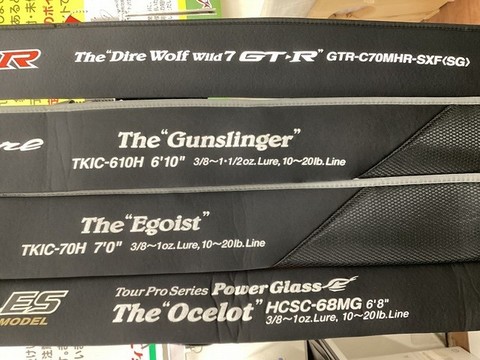 R The "Dire Wolf Wild 7 GT-R" GTR-C70MHR-SXF(SG)
re The "Gunslinger"
TKIC-610H 6'10" 3/8~1・1/2oz. Lure, 10~20lb. Line
The "Egoist"
TKIC-70H 7'0" 3/8~1oz. Lure, 10~20lb. Line
ES Tour Pro Series Power Glass
MODEL The "Ocelot" HCSC-68MG 6'8"
3/8~1oz. Lure, 10~20lb. Line